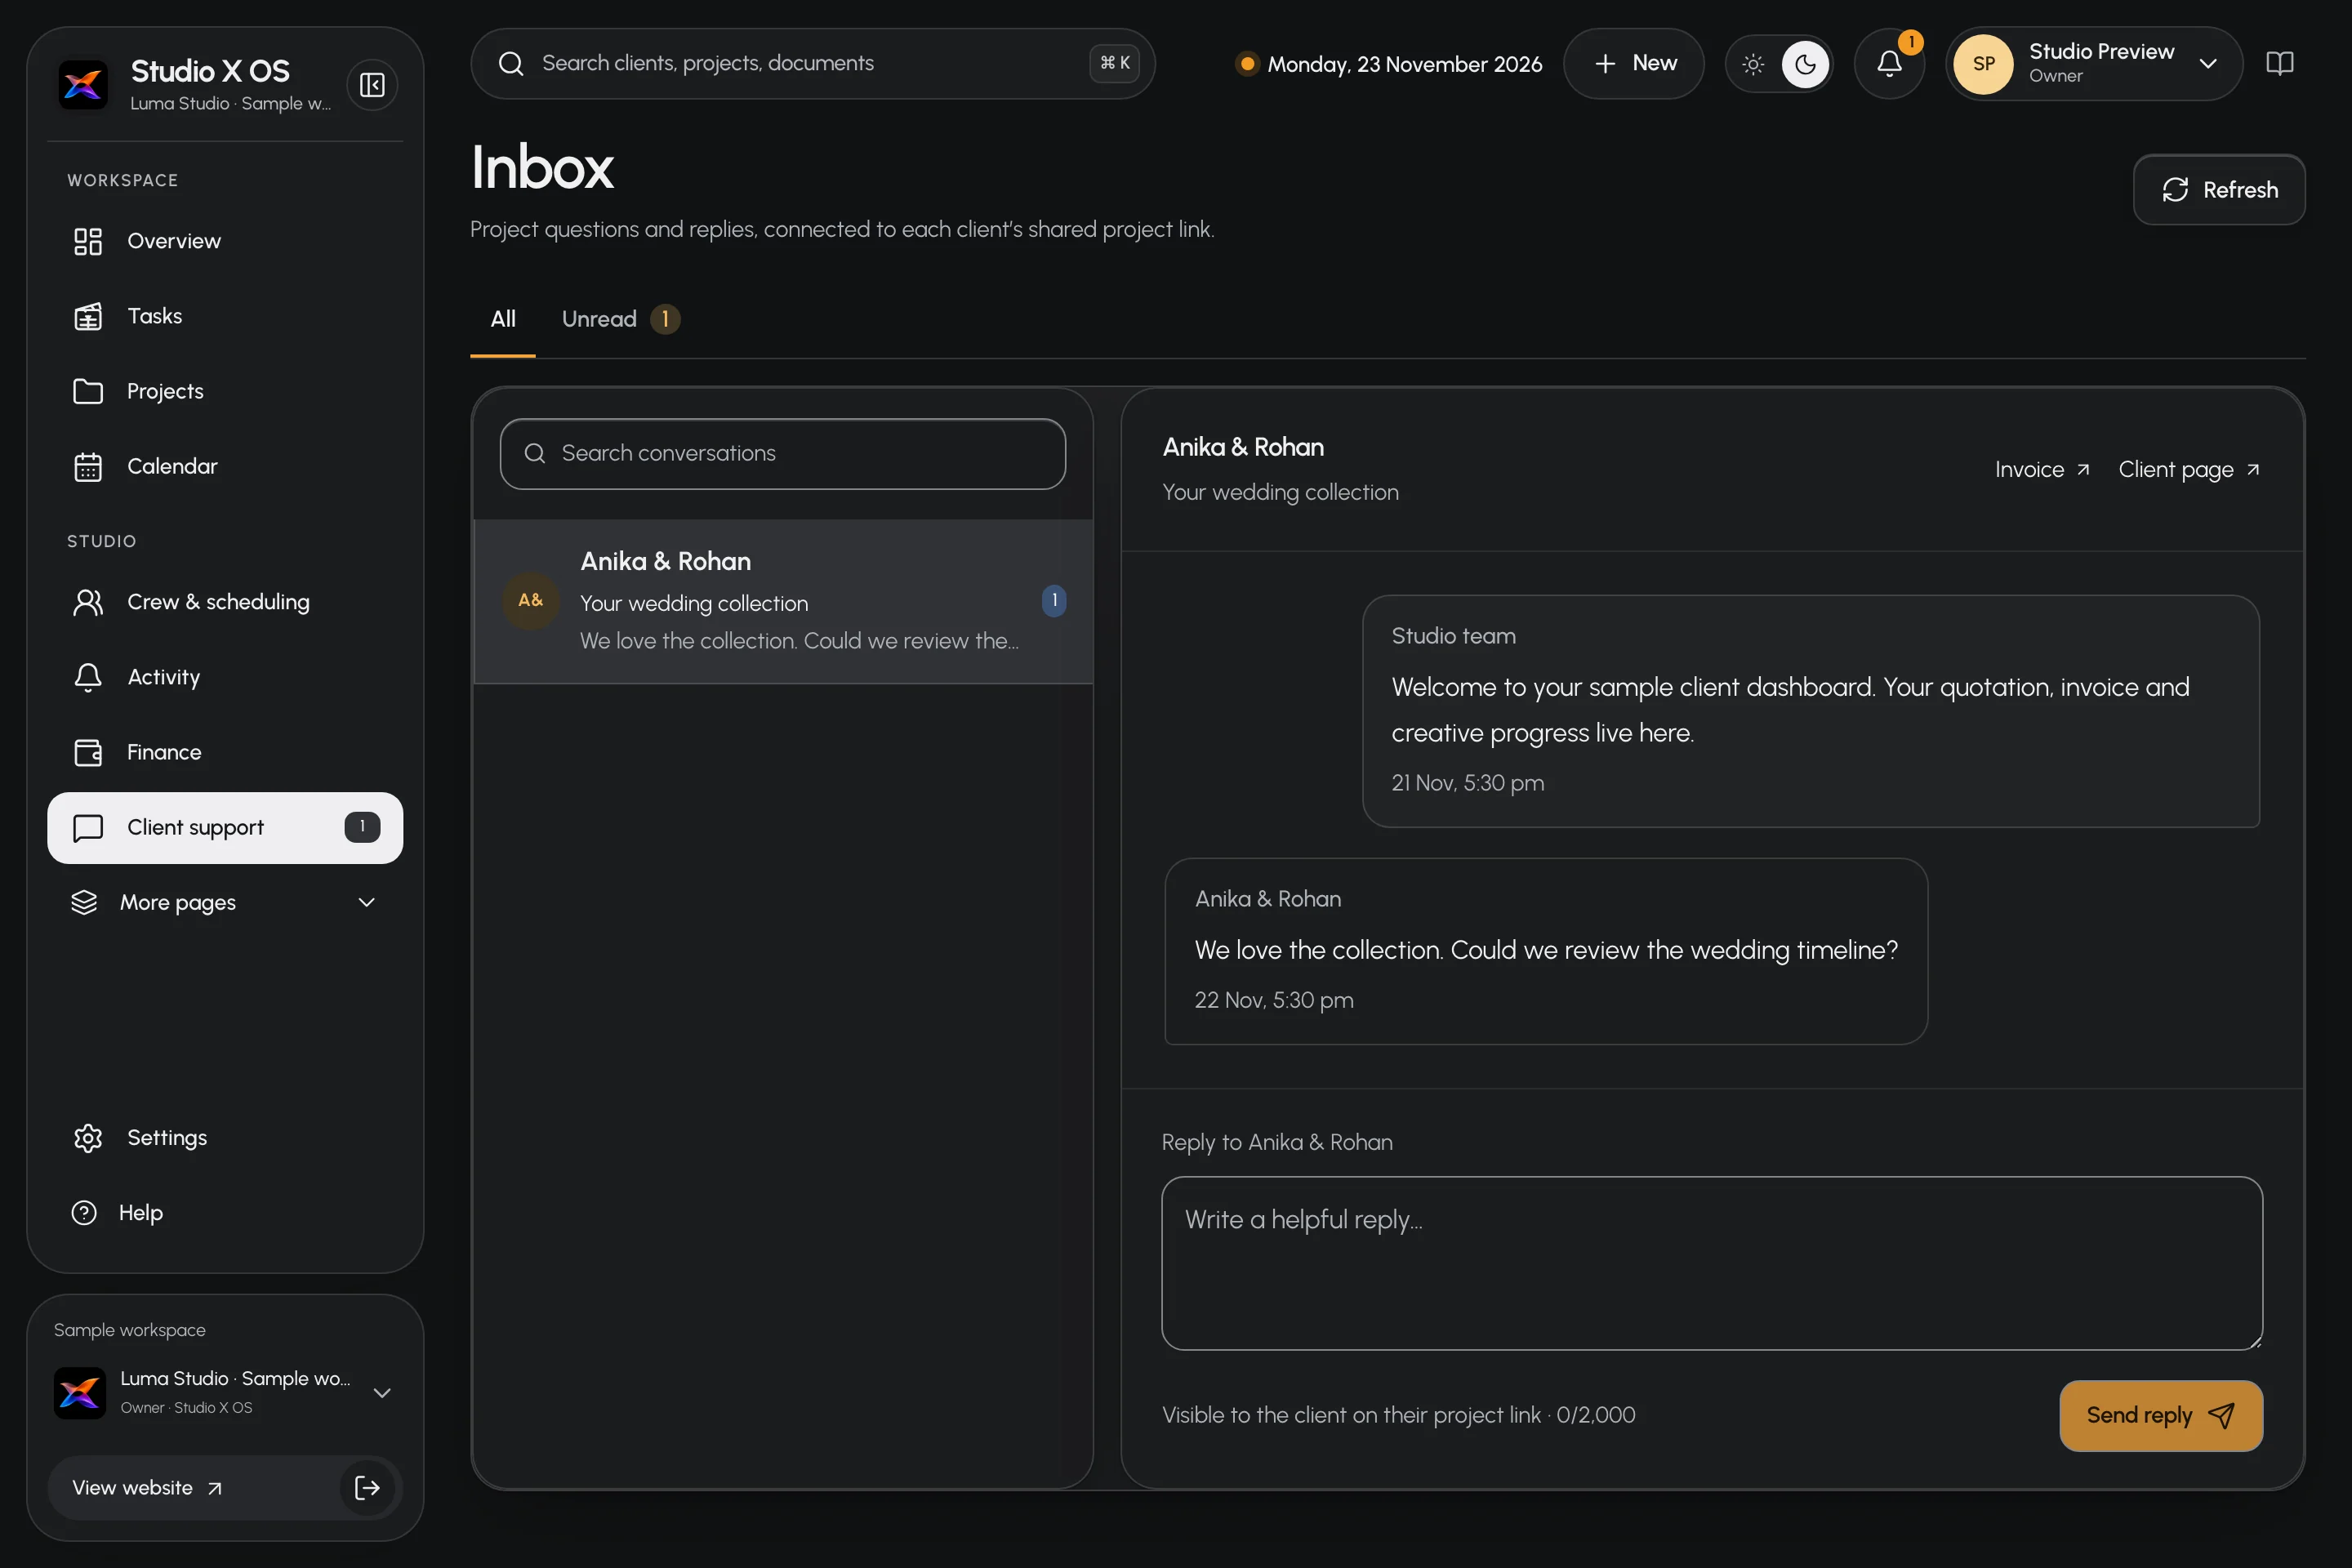 Studio X OS
Luma Studio · Sample w...
WORKSPACE
Overview
Tasks
Projects
Calendar
STUDIO
Crew & scheduling
Activity
Finance
Client support
1
More pages
Settings
Help
Sample workspace
Luma Studio · Sample wo...
Owner · Studio X OS
View website
Search clients, projects, documents
⌘ K
Monday, 23 November 2026
New
1
SP
Studio Preview
Owner
Inbox
Project questions and replies, connected to each client's shared project link.
Refresh
All
Unread 1
Search conversations
A&
Anika & Rohan
Your wedding collection
We love the collection. Could we review the...
1
Anika & Rohan
Your wedding collection
Invoice
Client page
Studio team
Welcome to your sample client dashboard. Your quotation, invoice and
creative progress live here.
21 Nov, 5:30 pm
Anika & Rohan
We love the collection. Could we review the wedding timeline?
22 Nov, 5:30 pm
Reply to Anika & Rohan
Write a helpful reply...
Visible to the client on their project link · 0/2,000
Send reply